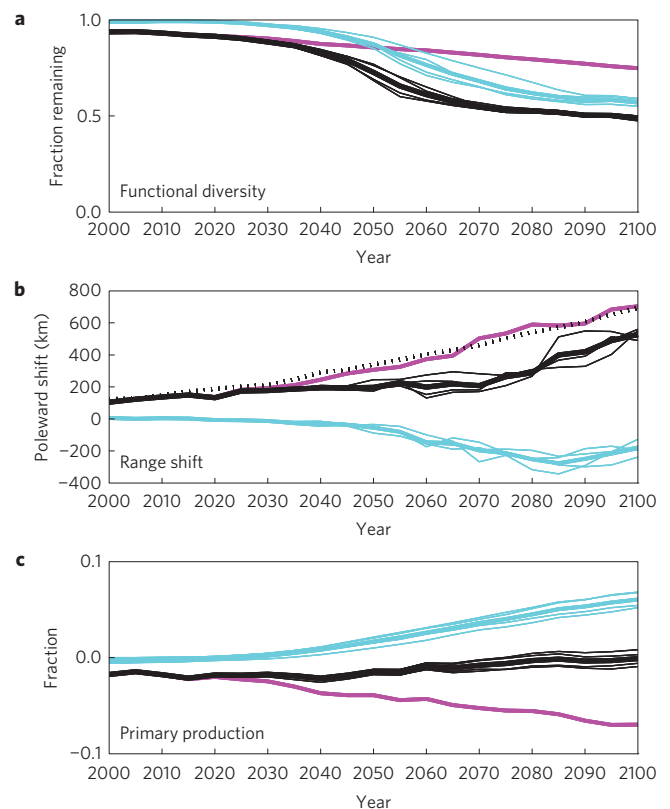 a
1.0
0.5
0.0
Fraction remaining
Functional diversity
2000 2010 2020 2030 2040 2050 2060 2070 2080 2090 2100
Year
b
800
600
400
200
0
−200
−400
Poleward shift (km)
Range shift
2000 2010 2020 2030 2040 2050 2060 2070 2080 2090 2100
Year
c
0.1
0.0
−0.1
Fraction
Primary production
2000 2010 2020 2030 2040 2050 2060 2070 2080 2090 2100
Year